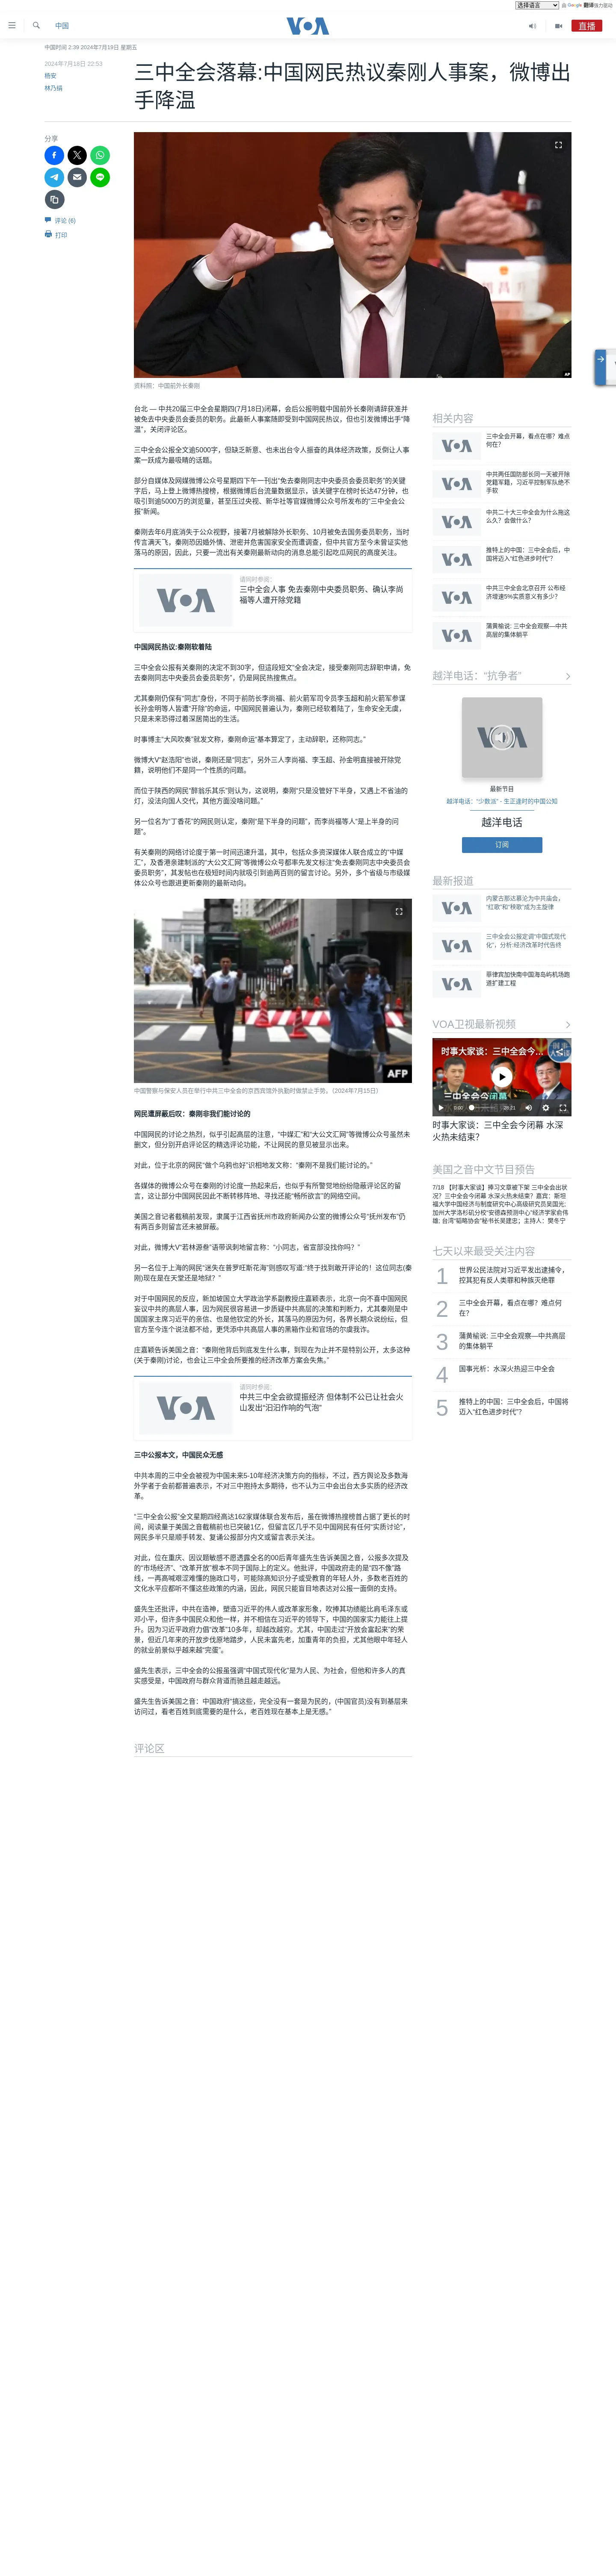 选择语言
由 Google 翻译强力驱动
中国
VOA
直播
中国时间 2:39 2024年7月19日 星期五
2024年7月18日 22:53
杨安
林乃绢
三中全会落幕:中国网民热议秦刚人事案，微博出
手降温
分享
评论 (6)
打印
AP
资料照：中国前外长秦刚
台北 — 中共20届三中全会星期四(7月18日)闭幕，会后公报明载中国前外长秦刚请辞获准并
被免去中央委员会委员的职务。此最新人事案随即受到中国网民热议，但也引发微博出手“降
温”，关闭评论区。
三中全会公报全文逾5000字，但缺乏新意、也未出台令人振奋的具体经济政策，反倒让人事
案一跃成为最吸睛的话题。
部分自媒体及网媒微博公众号星期四下午一刊出“免去秦刚同志中央委员会委员职务”的关键
字后，马上登上微博热搜榜，根据微博后台流量数据显示，该关键字在榜时长达47分钟，也
吸引到逾5000万的浏览量，甚至压过央视、新华社等官媒微博公众号所发布的“三中全会公
报”新闻。
秦刚去年6月底消失于公众视野，接著7月被解除外长职务、10月被免去国务委员职务，当时
传言满天飞，秦刚恐因婚外情、泄密并危害国家安全而遭调查，但中共官方至今未曾证实他
落马的原因，因此，只要一流出有关秦刚最新动向的消息总能引起吃瓜网民的高度关注。
请同时参阅：
VOA
三中全会人事 免去秦刚中央委员职务、确认李尚
福等人遭开除党籍
中国网民热议:秦刚软着陆
三中全会公报有关秦刚的决定不到30字，但这段短文“全会决定，接受秦刚同志辞职申请，免
去秦刚同志中央委员会委员职务”，仍是网民热搜焦点。
尤其秦刚仍保有“同志”身份，不同于前防长李尚福、前火箭军司令员李玉超和前火箭军参谋
长孙金明等人皆遭“开除”的命运，中国网民普遍认为，秦刚已经软着陆了，生命安全无虞，
只是未来恐得过着深居简出的生活。
时事博主“大风吹奏”就发文称，秦刚命运“基本算定了，主动辞职，还称同志。”
微博大V“赵浩阳”也说，秦刚还是“同志”，另外三人李尚福、李玉超、孙金明直接被开除党
籍，说明他们不是同一个性质的问题。
而位于陕西的网民“醉翁乐其乐”则认为，这说明，秦刚“只是没管好下半身，又遇上不省油的
灯，没法向国人交代，其他方面没啥问题。”
另一位名为“丁香花”的网民则认定，秦刚“是下半身的问题”，而李尚福等人“是上半身的问
题”。
有关秦刚的网络讨论度于第一时间迅速升温，其中，包括众多资深媒体人联合成立的“中媒
汇”，及香港亲建制派的“大公文汇网”等微博公众号都率先发文标注“免去秦刚同志中央委员会委
员职务”，其发帖也在极短时间内就吸引到逾两百则的留言讨论。另外，多个省级与市级媒
体公众号也跟进更新秦刚的最新动向。
AFP
中国警察与保安人员在举行中共三中全会的京西宾馆外执勤时做禁止手势。（2024年7月15日）
网民遭屏蔽后叹：秦刚非我们能讨论的
中国网民的讨论之热烈，似乎引起高层的注意，“中媒汇”和“大公文汇网”等微博公众号虽然未
删文，但分别开启评论区的精选评论功能，不让网民的意见被显示出来。
对此，位于北京的网民“做个乌鸦也好”识相地发文称：“秦刚不是我们能讨论的。”
各媒体的微博公众号在秦刚的讨论度一热起来后，也似乎有所警觉地纷纷隐蔽评论区的留
言，这让部分中国网民因此不断转移阵地、寻找还能“畅所欲言”的网络空间。
美国之音记者截稿前发现，隶属于江西省抚州市政府新闻办公室的微博公众号“抚州发布”仍
有两百多则留言还未被屏蔽。
对此，微博大V“若林源叁”语带讽刺地留言称：“小同志，省宣部没找你吗？”
另一名位于上海的网民“迷失在普罗旺斯花海”则感叹写道:“终于找到敢开评论的！这位同志(秦
刚)现在是在天堂还是地狱？”
对于中国网民的反应，新加坡国立大学政治学系副教授庄嘉颖表示，北京一向不喜中国网民
妄议中共的高层人事，因为网民很容易进一步质疑中共高层的决策和判断力，尤其秦刚是中
国国家主席习近平的亲信、也是他钦定的外长，其落马的原因为何，各界长期众说纷纭，但
官方至今连个说法都不给，更凭添中共高层人事的黑箱作业和官场的尔虞我诈。
庄嘉颖告诉美国之音：“秦刚他背后到底发生什么事，到现在为止并不是特别公开，太多这种
(关于秦刚)讨论，也会让三中全会所要推的经济改革方案会失焦。”
请同时参阅：
VOA
中共三中全会欲提振经济 但体制不公已让社会火
山发出“汩汩作响的气泡”
三中公报本文，中国民众无感
中共本周的三中全会被视为中国未来5-10年经济决策方向的指标，不过，西方舆论及多数海
外学者于会前都普遍表示，不对三中抱持太多期待，也不认为三中会出台太多实质的经济改
革。
“三中全会公报”全文星期四经高达162家媒体联合发布后，虽在微博热搜榜首占据了更长的时
间，阅读量于美国之音截稿前也已突破1亿，但留言区几乎不见中国网民有任何“实质讨论”，
网民多半只是顺手转发、复诵公报部分内文或留言表示关注。
对此，位在重庆、因议题敏感不愿透露全名的00后青年盛先生告诉美国之音，公报多次提及
的“市场经济”、“改革开放”根本不同于国际上的定义。他批评，中国政府走的是“四不像”路
线，一再高喊艰涩难懂的施政口号，可能除高知识分子或受教育的年轻人外，多数老百姓的
文化水平应都听不懂这些政策的内涵，因此，网民只能盲目地表达对公报一面倒的支持。
盛先生还批评，中共在造神，塑造习近平的伟人或改革家形象，吹捧其功绩能比肩毛泽东或
邓小平，但许多中国民众和他一样，并不相信在习近平的领导下，中国的国家实力能往上提
升。因为习近平政府力倡“改革”10多年，却越改越穷。尤其，中国走过“开放会富起来”的荣
景，但近几年来的开放步伐原地踏步，人民未富先老，加重青年的负担，尤其他眼中年轻人
的就业前景似乎越来越“完蛋”。
盛先生表示，三中全会的公报虽强调“中国式现代化”是为人民、为社会，但他和许多人的真
实感受是，中国政府与群众背道而驰且越走越远。
盛先生告诉美国之音：中国政府“搞这些，完全没有一套是为民的，(中国官员)没有到基层来
访问过，看老百姓到底需要的是什么，老百姓现在基本上是无感。”
评论区
相关内容
VOA
三中全会开幕，看点在哪？难点
何在？
VOA
中共两任国防部长同一天被开除
党籍军籍，习近平控制军队绝不
手软
VOA
中共二十大三中全会为什么拖这
么久？会做什么？
VOA
推特上的中国：三中全会后，中
国将迈入“红色进步时代”？
VOA
中共三中全会北京召开 公布经
济增速5%实质意义有多少？
VOA
蒲黄榆说: 三中全会观察—中共
高层的集体躺平
越洋电话：“抗争者”
VOA
最新节目
越洋电话：“少数派” - 生正逢时的中国公知
越洋电话
订阅
最新报道
VOA
内蒙古那达慕沦为中共庙会，
“红歌”和“秧歌”成为主旋律
VOA
三中全会公报定调“中国式现代
化”，分析:经济改革时代告终
VOA
菲律宾加快南中国海岛屿机场跑
道扩建工程
VOA卫视最新视频
时事大家谈：三中全会今…
三中全会今闭幕
0:00
29:21
时事大家谈：三中全会今闭幕 水深
火热未结束？
美国之音中文节目预告
7/18 【时事大家谈】捧习文章被下架 三中全会出状
况？三中全会今闭幕 水深火热未结束？嘉宾：斯坦
福大学中国经济与制度研究中心高级研究员吴国光;
加州大学洛杉矶分校“安德森预测中心”经济学家俞伟
雄; 台湾“韬略协会”秘书长吴建忠；主持人：樊冬宁
七天以来最受关注内容
1
世界公民法院对习近平发出逮捕令，
控其犯有反人类罪和种族灭绝罪
2
三中全会开幕，看点在哪？难点何
在？
3
蒲黄榆说: 三中全会观察—中共高层
的集体躺平
4
国事光析：水深火热迎三中全会
5
推特上的中国：三中全会后，中国将
迈入“红色进步时代”？